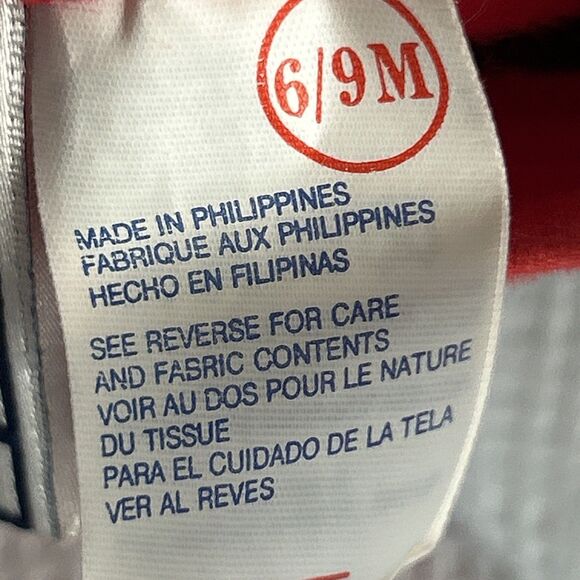 6/9M
MADE IN PHILIPPINES
FABRIQUE AUX PHILIPPINES
HECHO EN FILIPINAS
SEE REVERSE FOR CARE
AND FABRIC CONTENTS
VOIR AU DOS POUR LE NATURE
DU TISSUE
PARA EL CUIDADO DE LA TELA
VER AL REVES